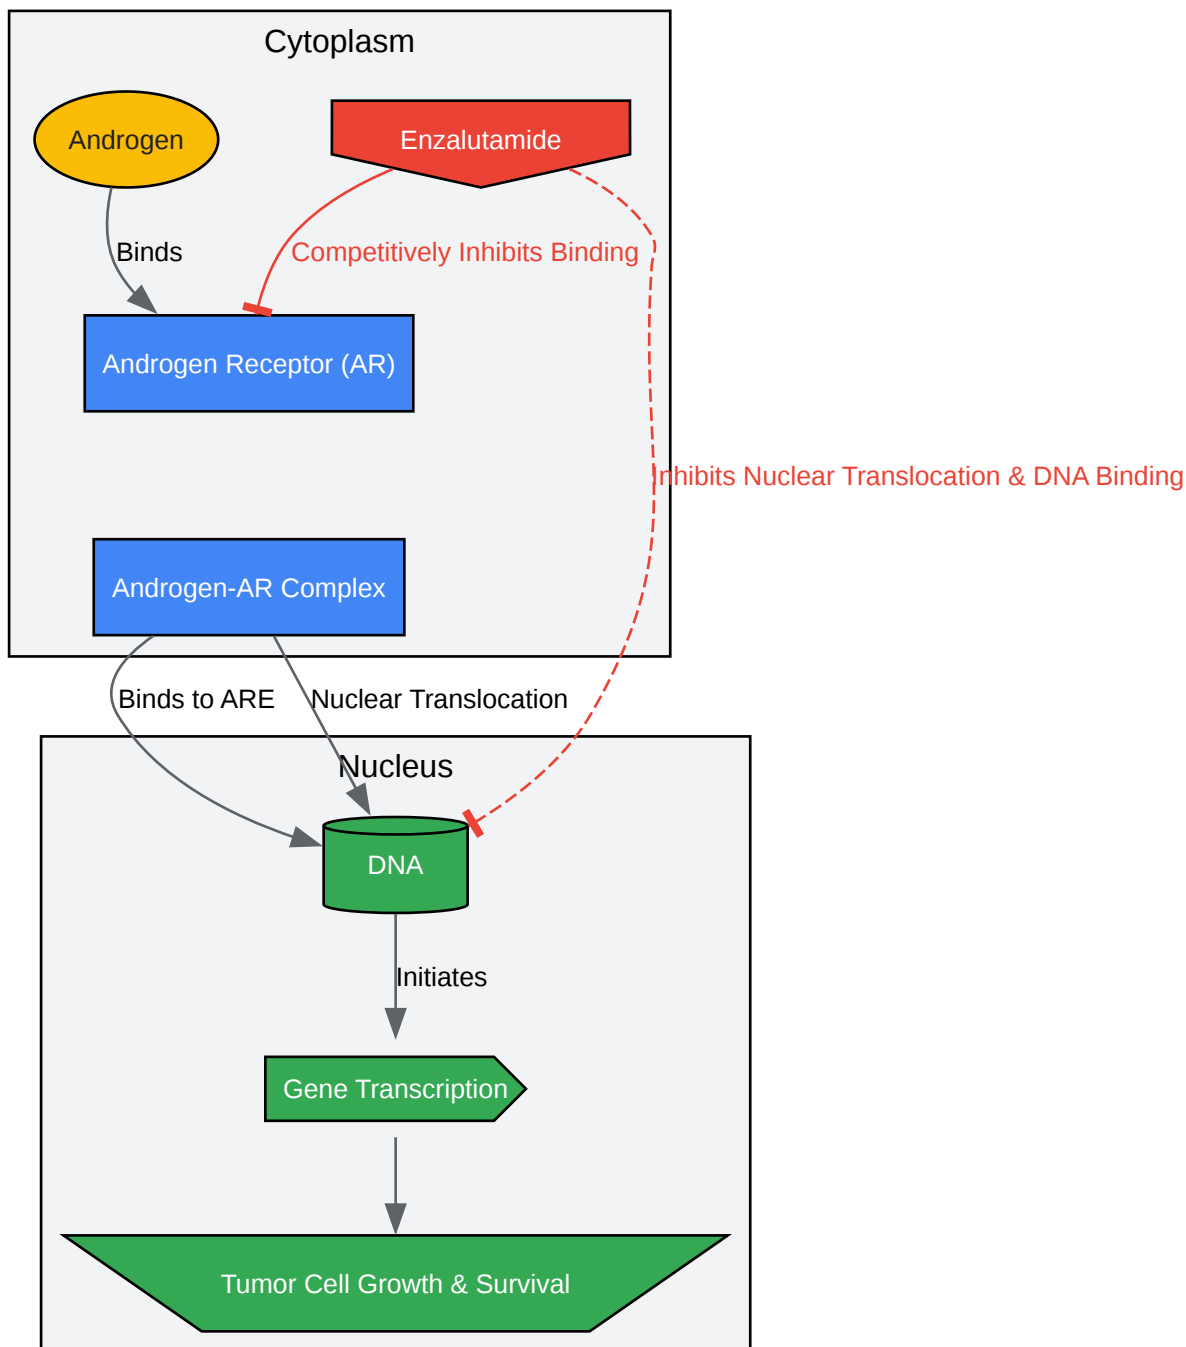 Cytoplasm
Androgen
Enzalutamide
Binds
Competitively Inhibits Binding
Androgen Receptor (AR)
Inhibits Nuclear Translocation & DNA Binding
Androgen-AR Complex
Binds to ARE
Nuclear Translocation
Nucleus
DNA
Initiates
Gene Transcription
Tumor Cell Growth & Survival